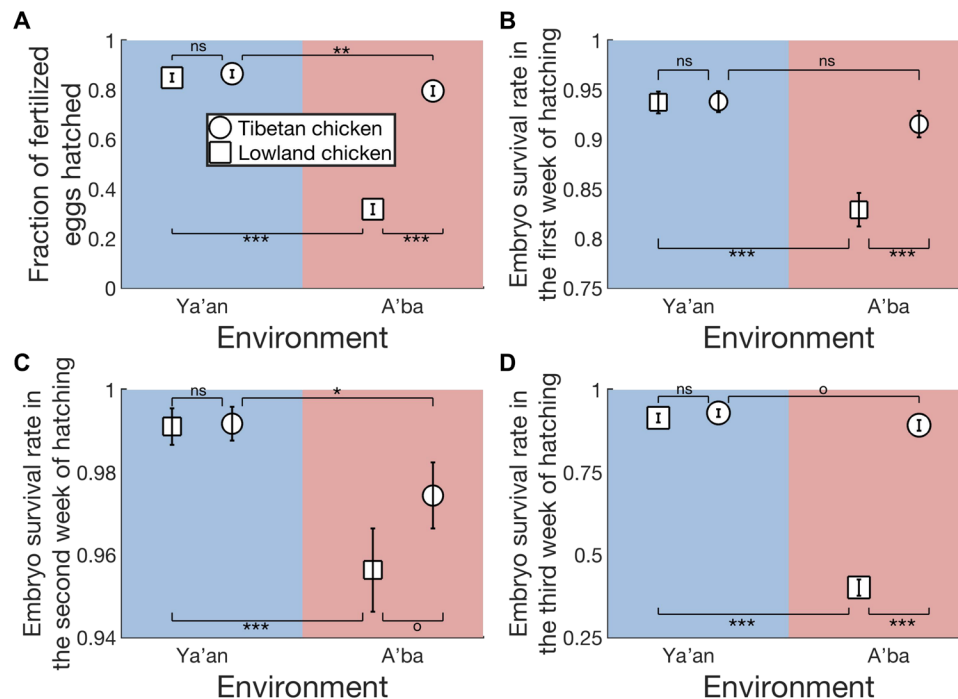 A
Fraction of fertilized
eggs hatched
1
0.8
0.6
0.4
0.2
0
ns
**
Tibetan chicken
Lowland chicken
***
***
Ya'an
A'ba
Environment
B
Embryo survival rate in
the first week of hatching
1
0.95
0.9
0.85
0.8
0.75
ns
ns
***
***
Ya'an
A'ba
Environment
C
Embryo survival rate in
the second week of hatching
1
0.98
0.96
0.94
ns
*
***
o
Ya'an
A'ba
Environment
D
Embryo survival rate in
the third week of hatching
1
0.75
0.5
0.25
ns
o
***
***
Ya'an
A'ba
Environment